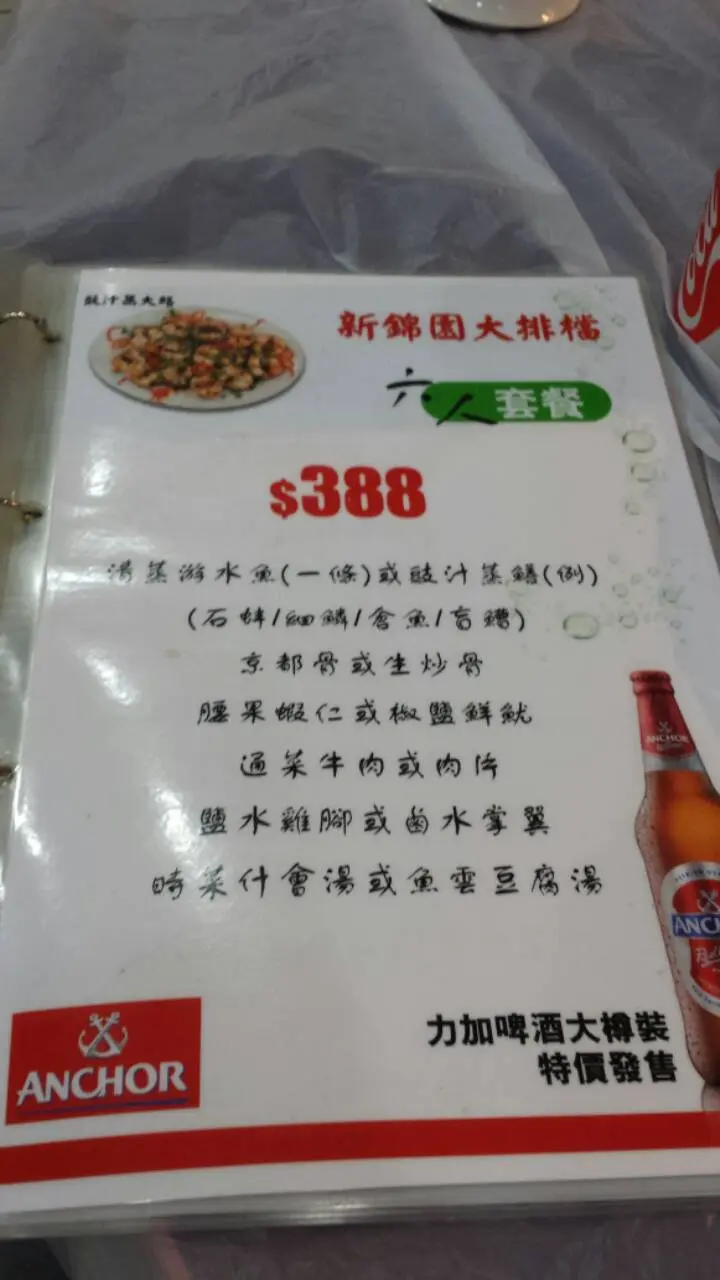 豉汁蒸大鱔
新錦園大排檔
六人套餐
$388
清蒸游水魚(一條)或豉汁蒸鱔(例)
(石蚌/細鱗/倉魚/盲鰽)
京都骨或生炒骨
腰果蝦仁或椒鹽鮮魷
通菜牛肉或肉片
鹽水雞腳或鹵水掌翼
時菜什會湯或魚雲豆腐湯
ANCHOR
ANCHOR
力加啤酒大樽裝
特價發售